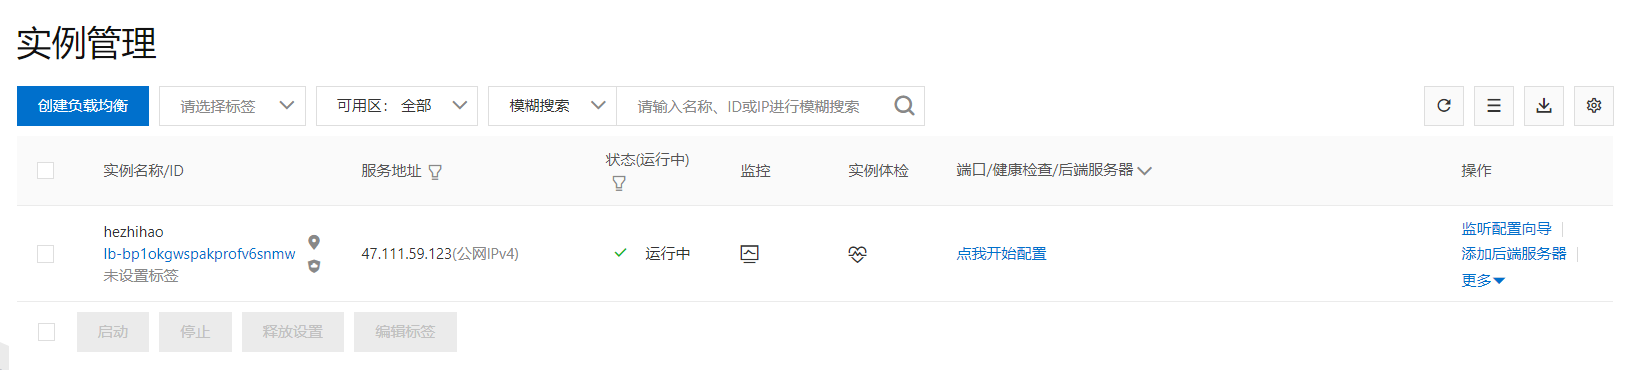 实例管理
创建负载均衡 请选择标签 可用区： 全部 模糊搜索 请输入名称、ID或IP进行模糊搜索
实例名称/ID 服务地址 状态(运行中) 监控 实例体检 端口/健康检查/后端服务器 操作
hezhihao
lb-bp1okgwspakprofv6snmw
未设置标签
47.111.59.123(公网IPv4) 运行中 点我开始配置
监听配置向导
添加后端服务器
更多
启动 停止 释放设置 编辑标签